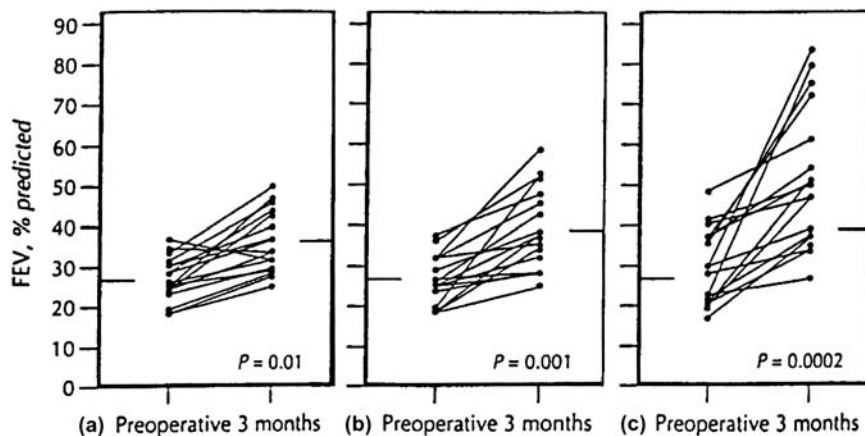 90
80
70
60
50
40
30
20
10
0
FEV, % predicted
P = 0.01
P = 0.001
P = 0.0002
(a) Preoperative 3 months (b) Preoperative 3 months (c) Preoperative 3 months